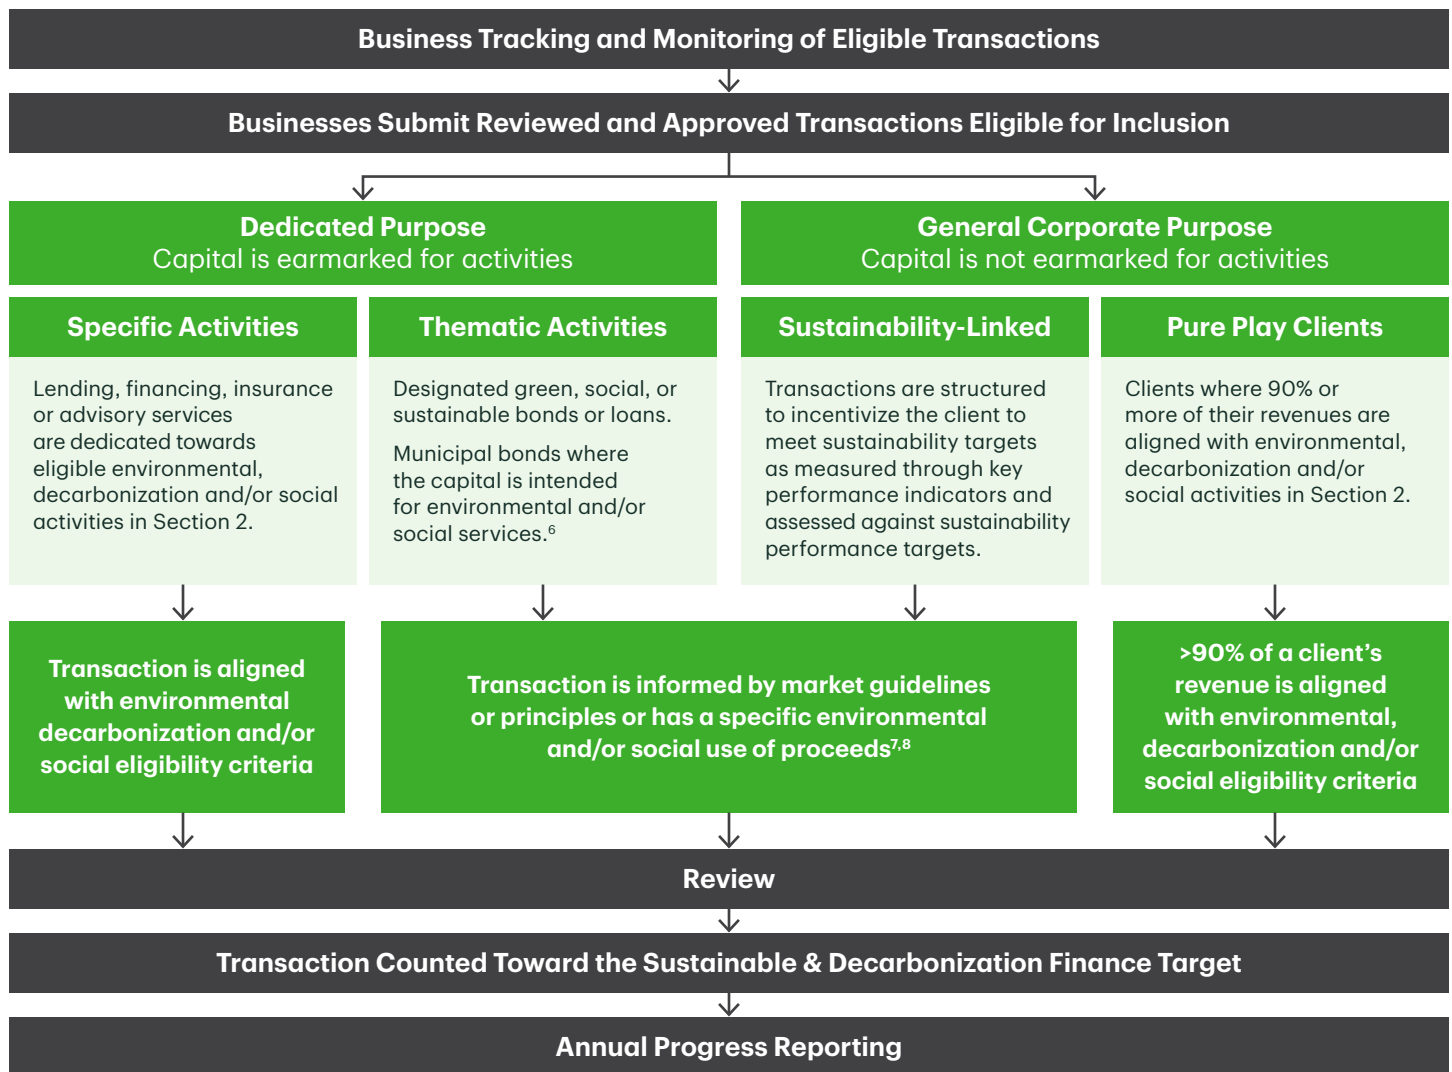 Business Tracking and Monitoring of Eligible Transactions
Businesses Submit Reviewed and Approved Transactions Eligible for Inclusion
Dedicated Purpose
Capital is earmarked for activities
General Corporate Purpose
Capital is not earmarked for activities
Specific Activities
Lending, financing, insurance
or advisory services
are dedicated towards
eligible environmental,
decarbonization and/or social
activities in Section 2.
Thematic Activities
Designated green, social, or
sustainable bonds or loans.
Municipal bonds where
the capital is intended
for environmental and/or
social services.⁶
Sustainability-Linked
Transactions are structured
to incentivize the client to
meet sustainability targets
as measured through key
performance indicators and
assessed against sustainability
performance targets.
Pure Play Clients
Clients where 90% or
more of their revenues are
aligned with environmental,
decarbonization and/or
social activities in Section 2.
Transaction is aligned
with environmental
decarbonization and/or
social eligibility criteria
Transaction is informed by market guidelines
or principles or has a specific environmental
and/or social use of proceeds⁷,⁸
>90% of a client’s
revenue is aligned
with environmental,
decarbonization and/or
social eligibility criteria
Review
Transaction Counted Toward the Sustainable & Decarbonization Finance Target
Annual Progress Reporting